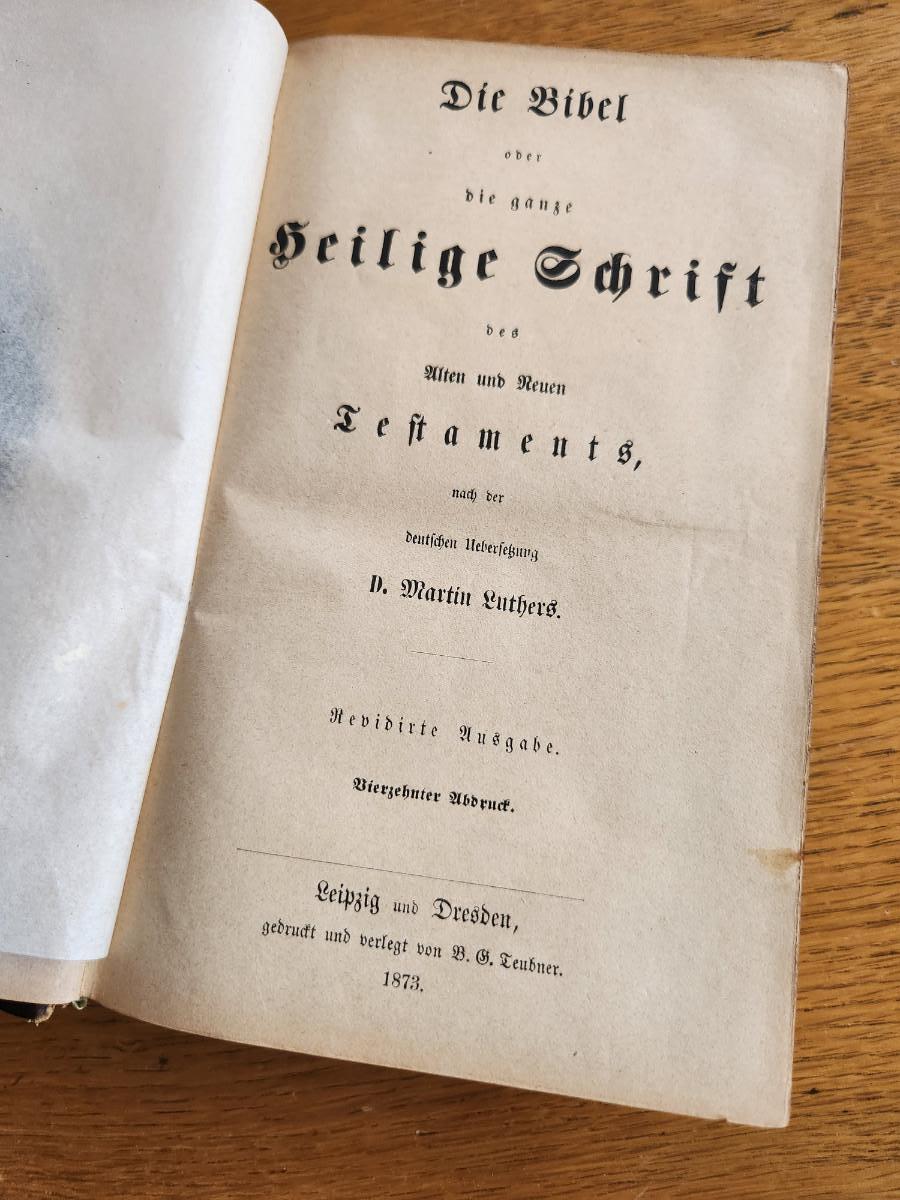 Die Bibel
oder
die ganze
Heilige Schrift
des
Alten und Neuen
Testaments,
nach der
deutschen Uebersetzung
D. Martin Luthers.
Revidirte Ausgabe.
Vierzehnter Abdruck.
Leipzig und Dresden,
gedruckt und verlegt von B. G. Teubner.
1873.